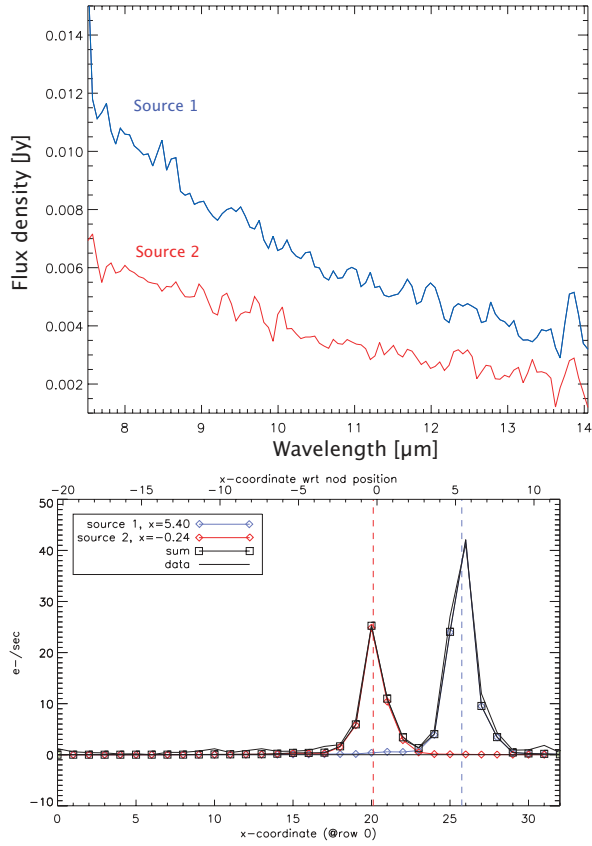 0.014
0.012
0.010
0.008
0.006
0.004
0.002
Flux density [Jy]
Source 1
Source 2
8 9 10 11 12 13 14
Wavelength [µm]
x-coordinate wrt nod position
-20 -15 -10 -5 0 5 10
50
40
30
20
10
0
-10
e-/sec
source 1, x=5.40
source 2, x=-0.24
sum
data
0 5 10 15 20 25 30
x-coordinate (@row 0)